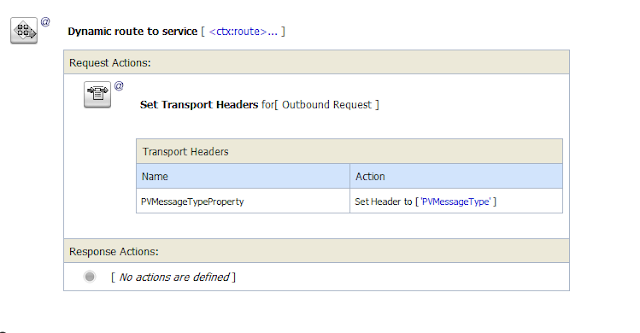 @
Dynamic route to service [ <ctx:route>... ]
Request Actions:
@
Set Transport Headers for[ Outbound Request ]
Transport Headers
Name Action
PVMessageTypeProperty Set Header to ['PVMessageType']
Response Actions:
[ No actions are defined ]